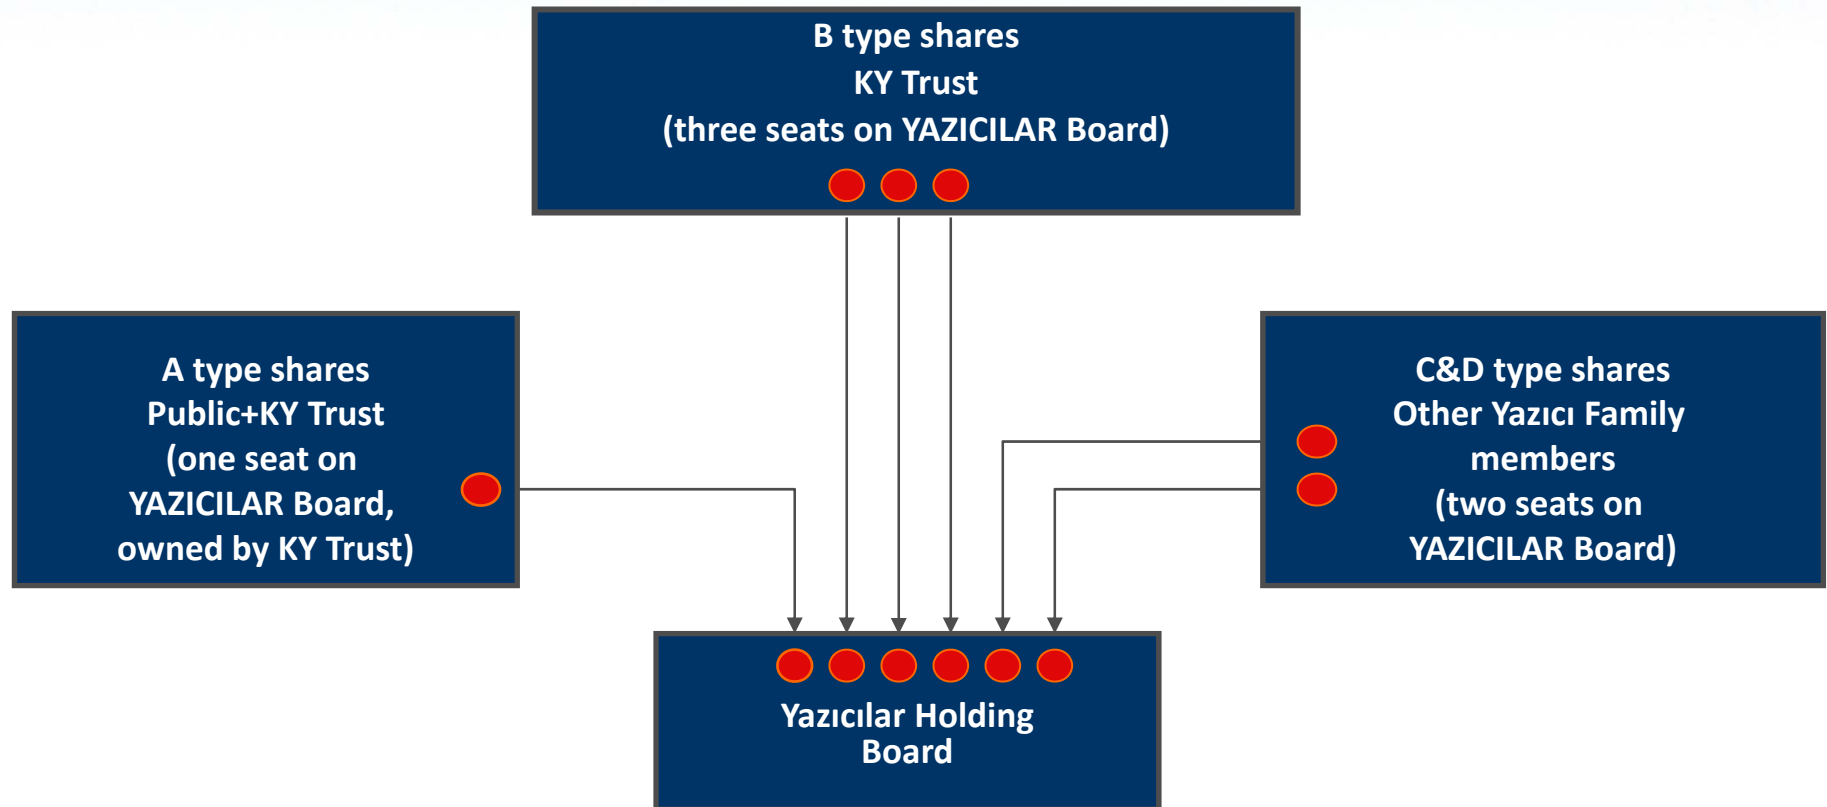 B type shares
KY Trust
(three seats on YAZICILAR Board)
A type shares
Public+KY Trust
(one seat on
YAZICILAR Board,
owned by KY Trust)
C&D type shares
Other Yazıcı Family
members
(two seats on
YAZICILAR Board)
Yazıcılar Holding
Board